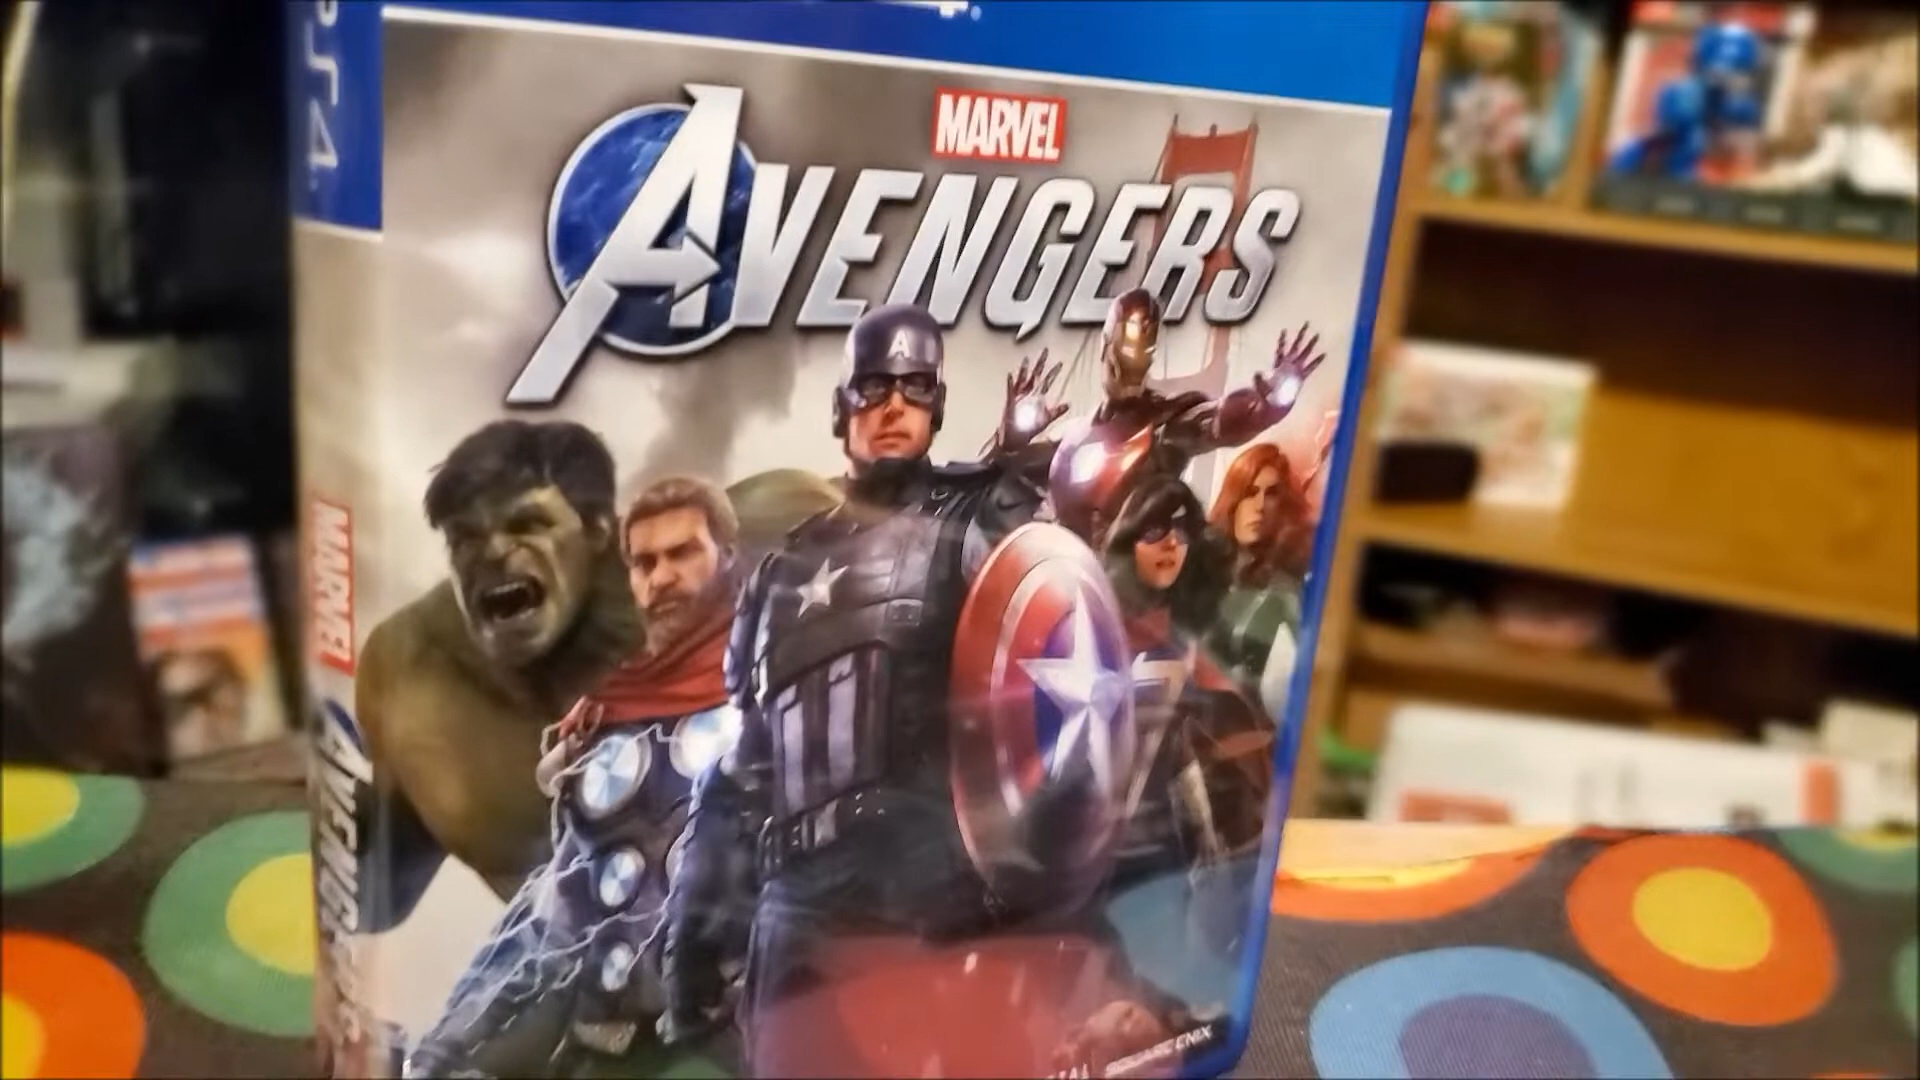 PS4
MARVEL
AVENGERS
MARVEL
AVENGERS
A
SQUARE ENIX